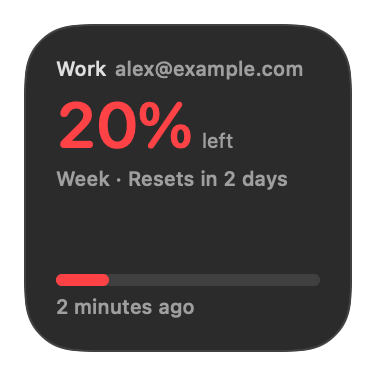 Work alex@example.com
20% left
Week · Resets in 2 days
2 minutes ago